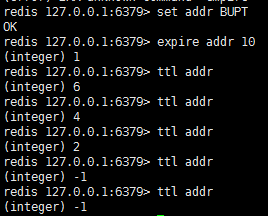 redis 127.0.0.1:6379> set addr BUPT
OK
redis 127.0.0.1:6379> expire addr 10
(integer) 1
redis 127.0.0.1:6379> ttl addr
(integer) 6
redis 127.0.0.1:6379> ttl addr
(integer) 4
redis 127.0.0.1:6379> ttl addr
(integer) 2
redis 127.0.0.1:6379> ttl addr
(integer) -1
redis 127.0.0.1:6379> ttl addr
(integer) -1